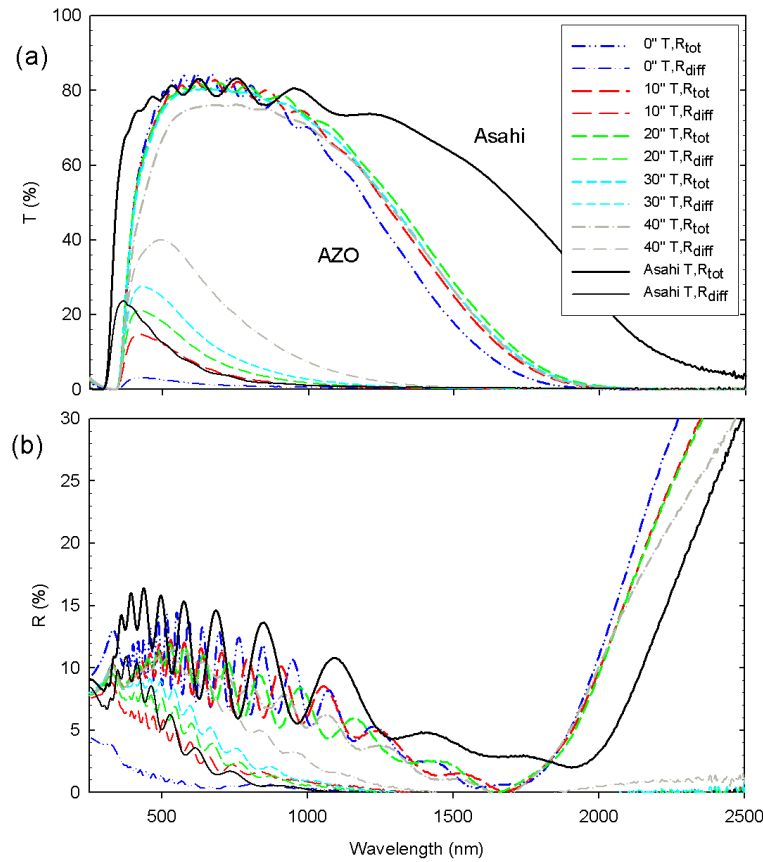 (a)
100
80
60
40
20
0
T (%)
Asahi
AZO
0" T,Rtot
0" T,Rdiff
10" T,Rtot
10" T,Rdiff
20" T,Rtot
20" T,Rdiff
30" T,Rtot
30" T,Rdiff
40" T,Rtot
40" T,Rdiff
Asahi T,Rtot
Asahi T,Rdiff
(b)
30
25
20
15
10
5
0
R (%)
500 1000 1500 2000 2500
Wavelength (nm)